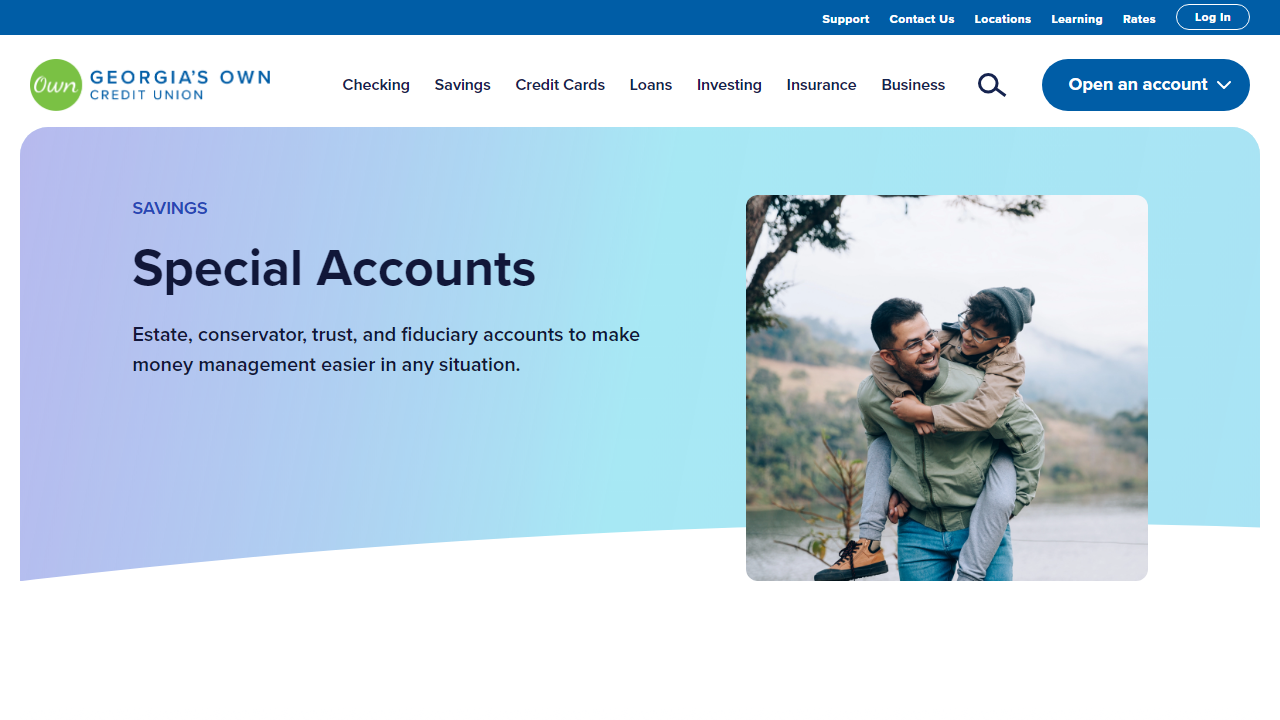 Support Contact Us Locations Learning Rates Log In
Own GEORGIA'S OWN
CREDIT UNION
Checking Savings Credit Cards Loans Investing Insurance Business Open an account
SAVINGS
Special Accounts
Estate, conservator, trust, and fiduciary accounts to make
money management easier in any situation.